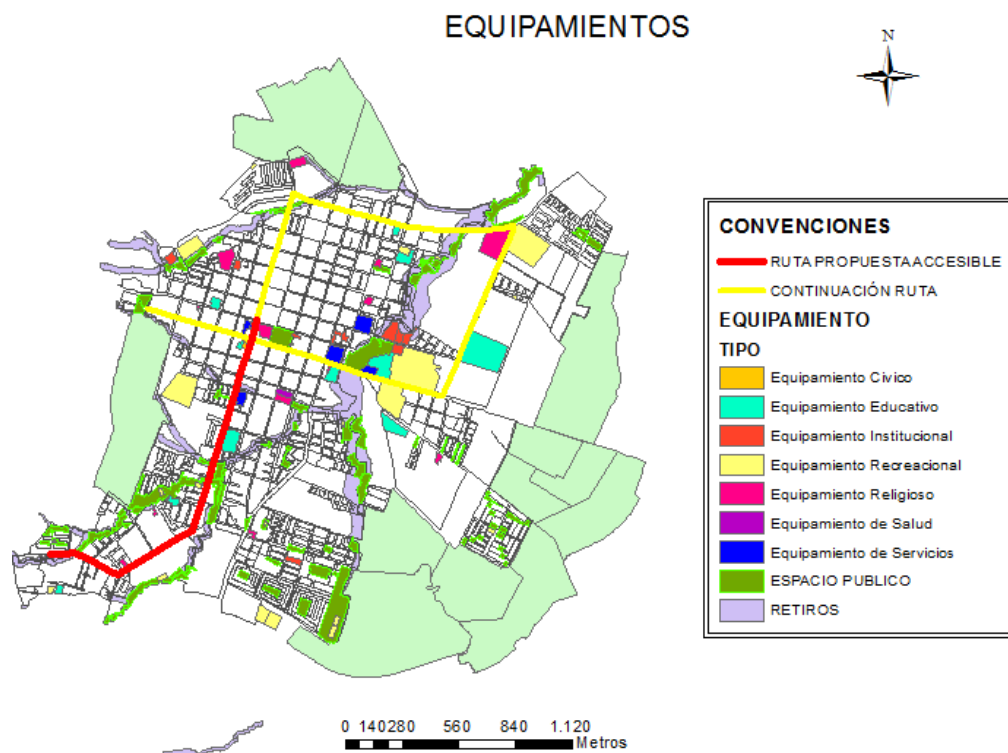 EQUIPAMIENTOS
N
CONVENCIONES
RUTA PROPUESTA ACCESIBLE
CONTINUACIÓN RUTA
EQUIPAMIENTO
TIPO
Equipamiento Civico
Equipamiento Educativo
Equipamiento Institucional
Equipamiento Recreacional
Equipamiento Religioso
Equipamiento de Salud
Equipamiento de Servicios
ESPACIO PUBLICO
RETIROS
0 140 280 560 840 1.120
Metros